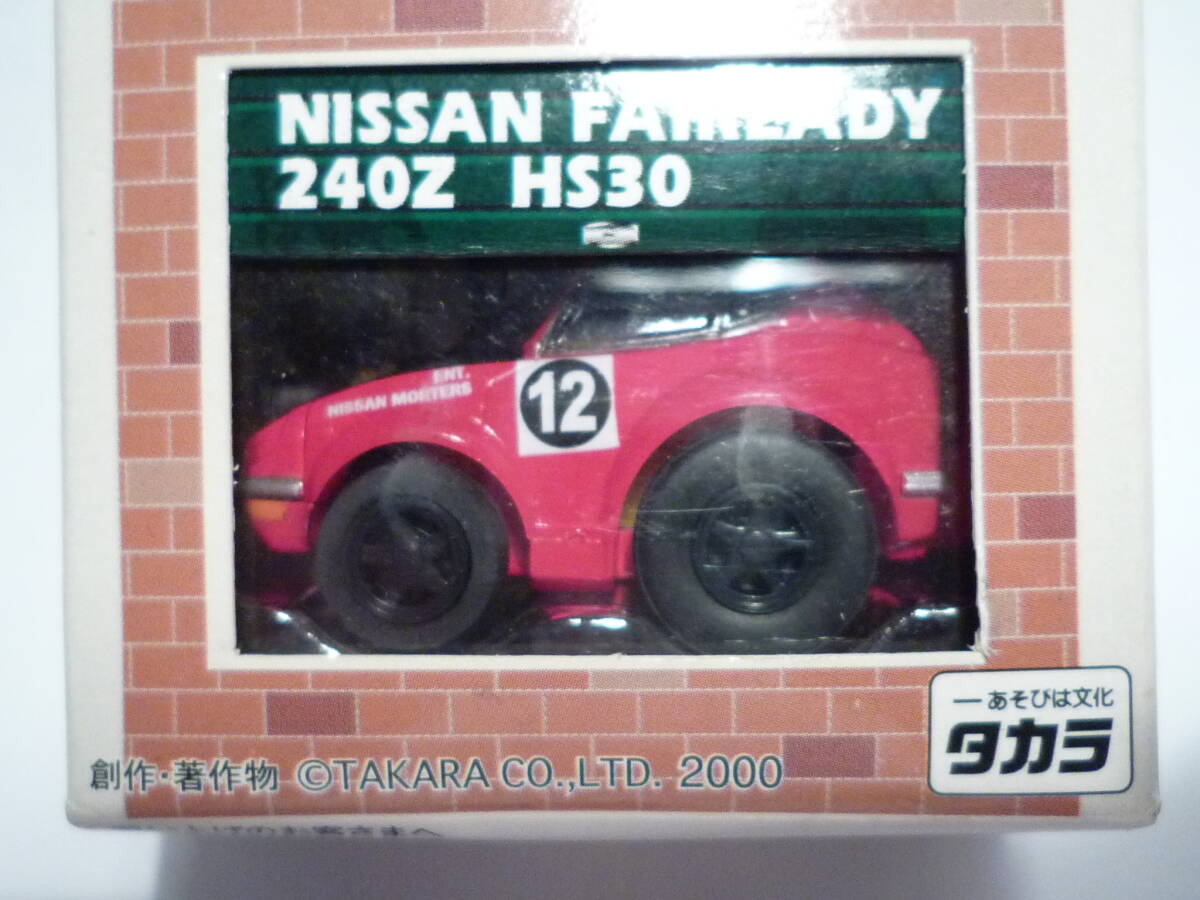 NISSAN FAIRLADY
240Z HS30
ENT.
NISSAN MORTERS
12
ーあそびは文化
タカラ
創作・著作物 ©TAKARA CO.,LTD. 2000